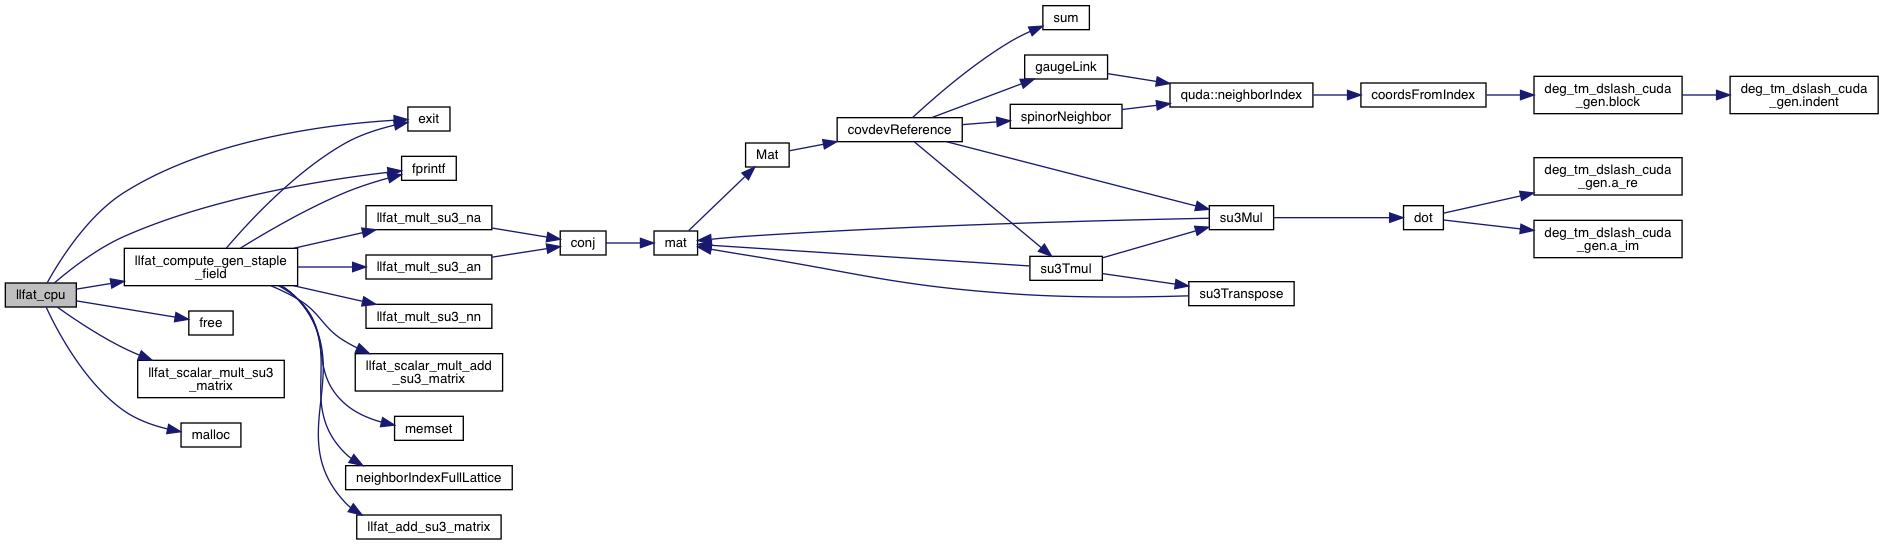 llfat_cpu
exit
fprintf
llfat_compute_gen_staple
_field
free
llfat_scalar_mult_su3
_matrix
malloc
llfat_mult_su3_na
llfat_mult_su3_an
llfat_mult_su3_nn
llfat_scalar_mult_add
_su3_matrix
memset
neighborIndexFullLattice
llfat_add_su3_matrix
conj
mat
Mat
covdevReference
sum
gaugeLink
spinorNeighbor
su3Tmul
quda::neighborIndex
su3Mul
su3Transpose
coordsFromIndex
dot
deg_tm_dslash_cuda
_gen.block
deg_tm_dslash_cuda
_gen.indent
deg_tm_dslash_cuda
_gen.a_re
deg_tm_dslash_cuda
_gen.a_im